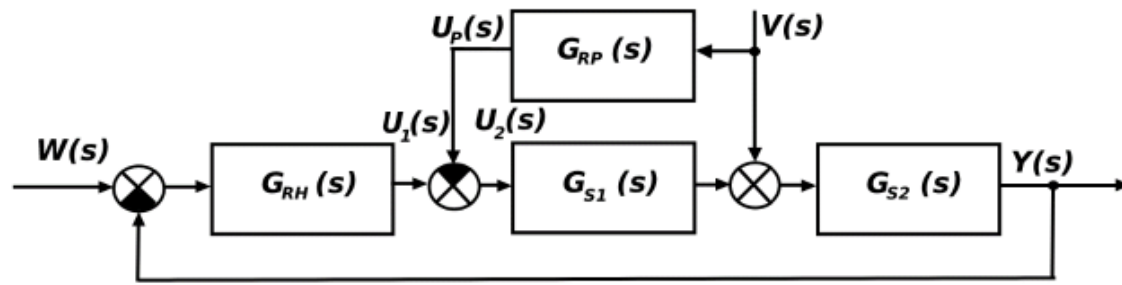 U_P(s)
G_RP (s)
V(s)
W(s)
G_RH (s)
U_1(s)
U_2(s)
G_S1 (s)
G_S2 (s)
Y(s)